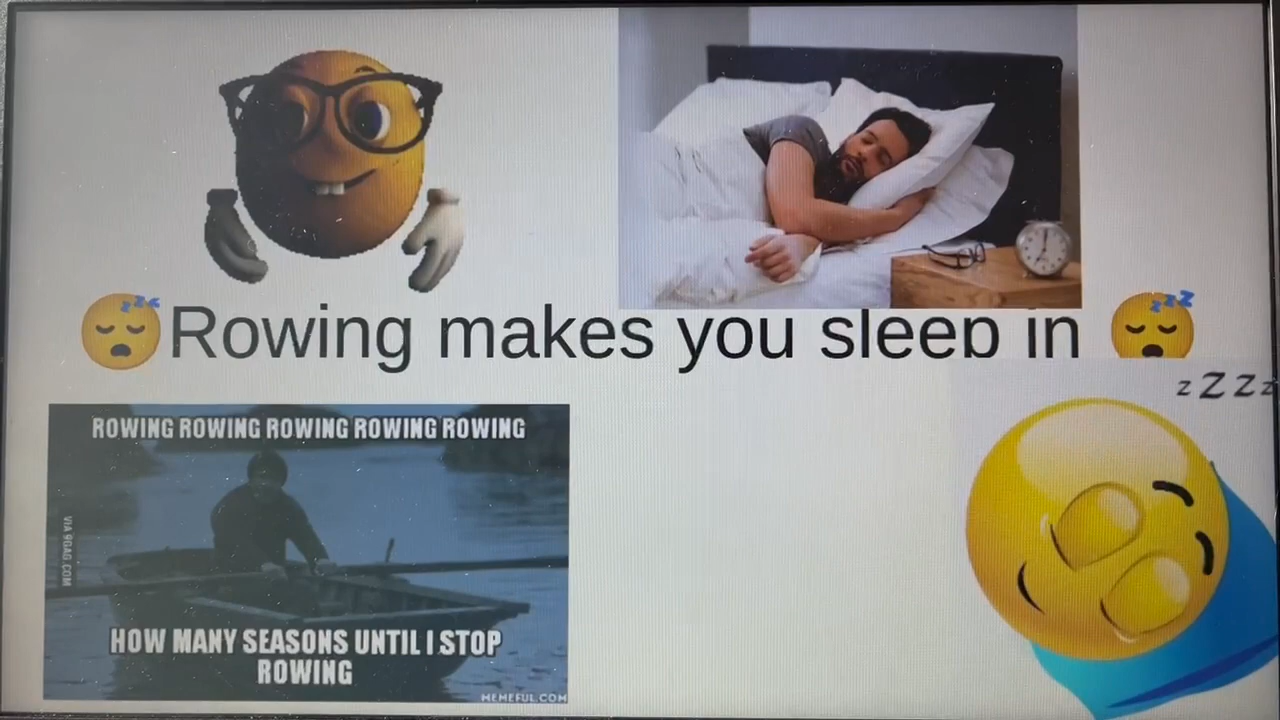 😴Rowing makes you sleep in 😴
zZZZz
ROWING ROWING ROWING ROWING ROWING
VIA 9GAG.COM
HOW MANY SEASONS UNTIL I STOP
ROWING
MEMEFUL.COM